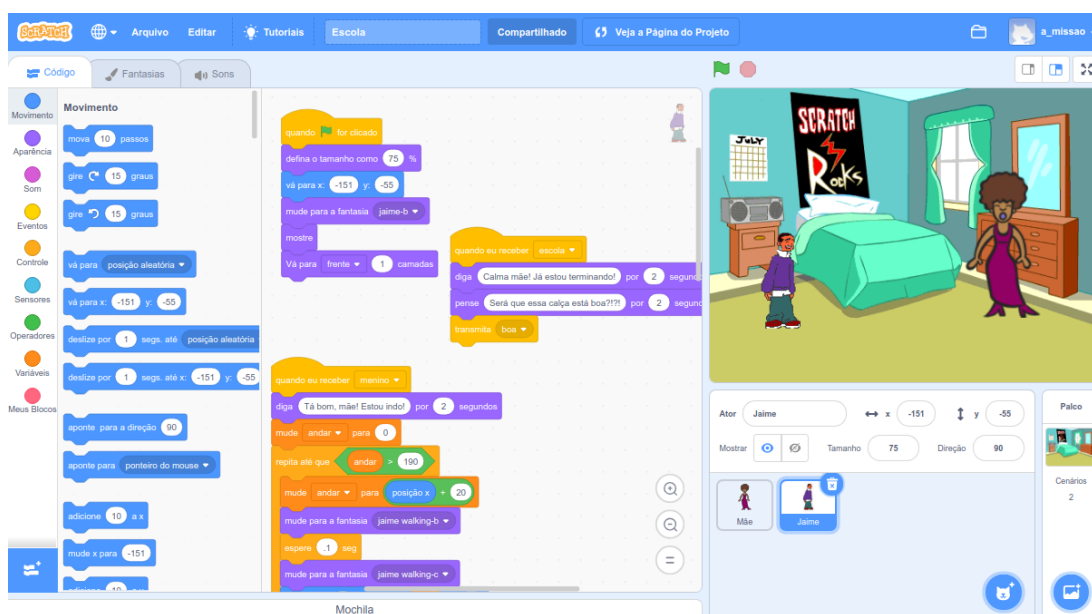 SCRATCH Arquivo Editar Tutoriais Escola Compartilhado Veja a Página do Projeto a_missao
Código Fantasias Sons
Movimento
Aparência
Som
Eventos
Controle
Sensores
Operadores
Variáveis
Meus Blocos
Movimento
mova 10 passos
gire 15 graus
gire 15 graus
vá para posição aleatória
vá para x: -151 y: -55
deslize por 1 segs. até posição aleatória
deslize por 1 segs. até x: -151 y: -55
aponte para a direção 90
aponte para ponteiro do mouse
adicione 10 a x
mude x para -151
quando for clicado
defina o tamanho como 75 %
vá para x: -151 y: -55
mude para a fantasia jaime-b
mostre
Vá para frente 1 camadas
quando eu receber escola
diga Calma mãe! Já estou terminando! por 2 segun
pense Será que essa calça está boa?!?! por 2 segun
transmita boa
quando eu receber menino
diga Tá bom, mãe! Estou indo! por 2 segundos
mude andar para 0
repita até que andar > 190
mude andar para posição x + 20
mude para a fantasia jaime walking-b
espere .1 seg
mude para a fantasia jaime walking-c
SCRATCH
Rocks
JULY
Ator Jaime x -151 y -55
Mostrar Tamanho 75 Direção 90
Mãe
Jaime
Palco
Cenários
2
Mochila